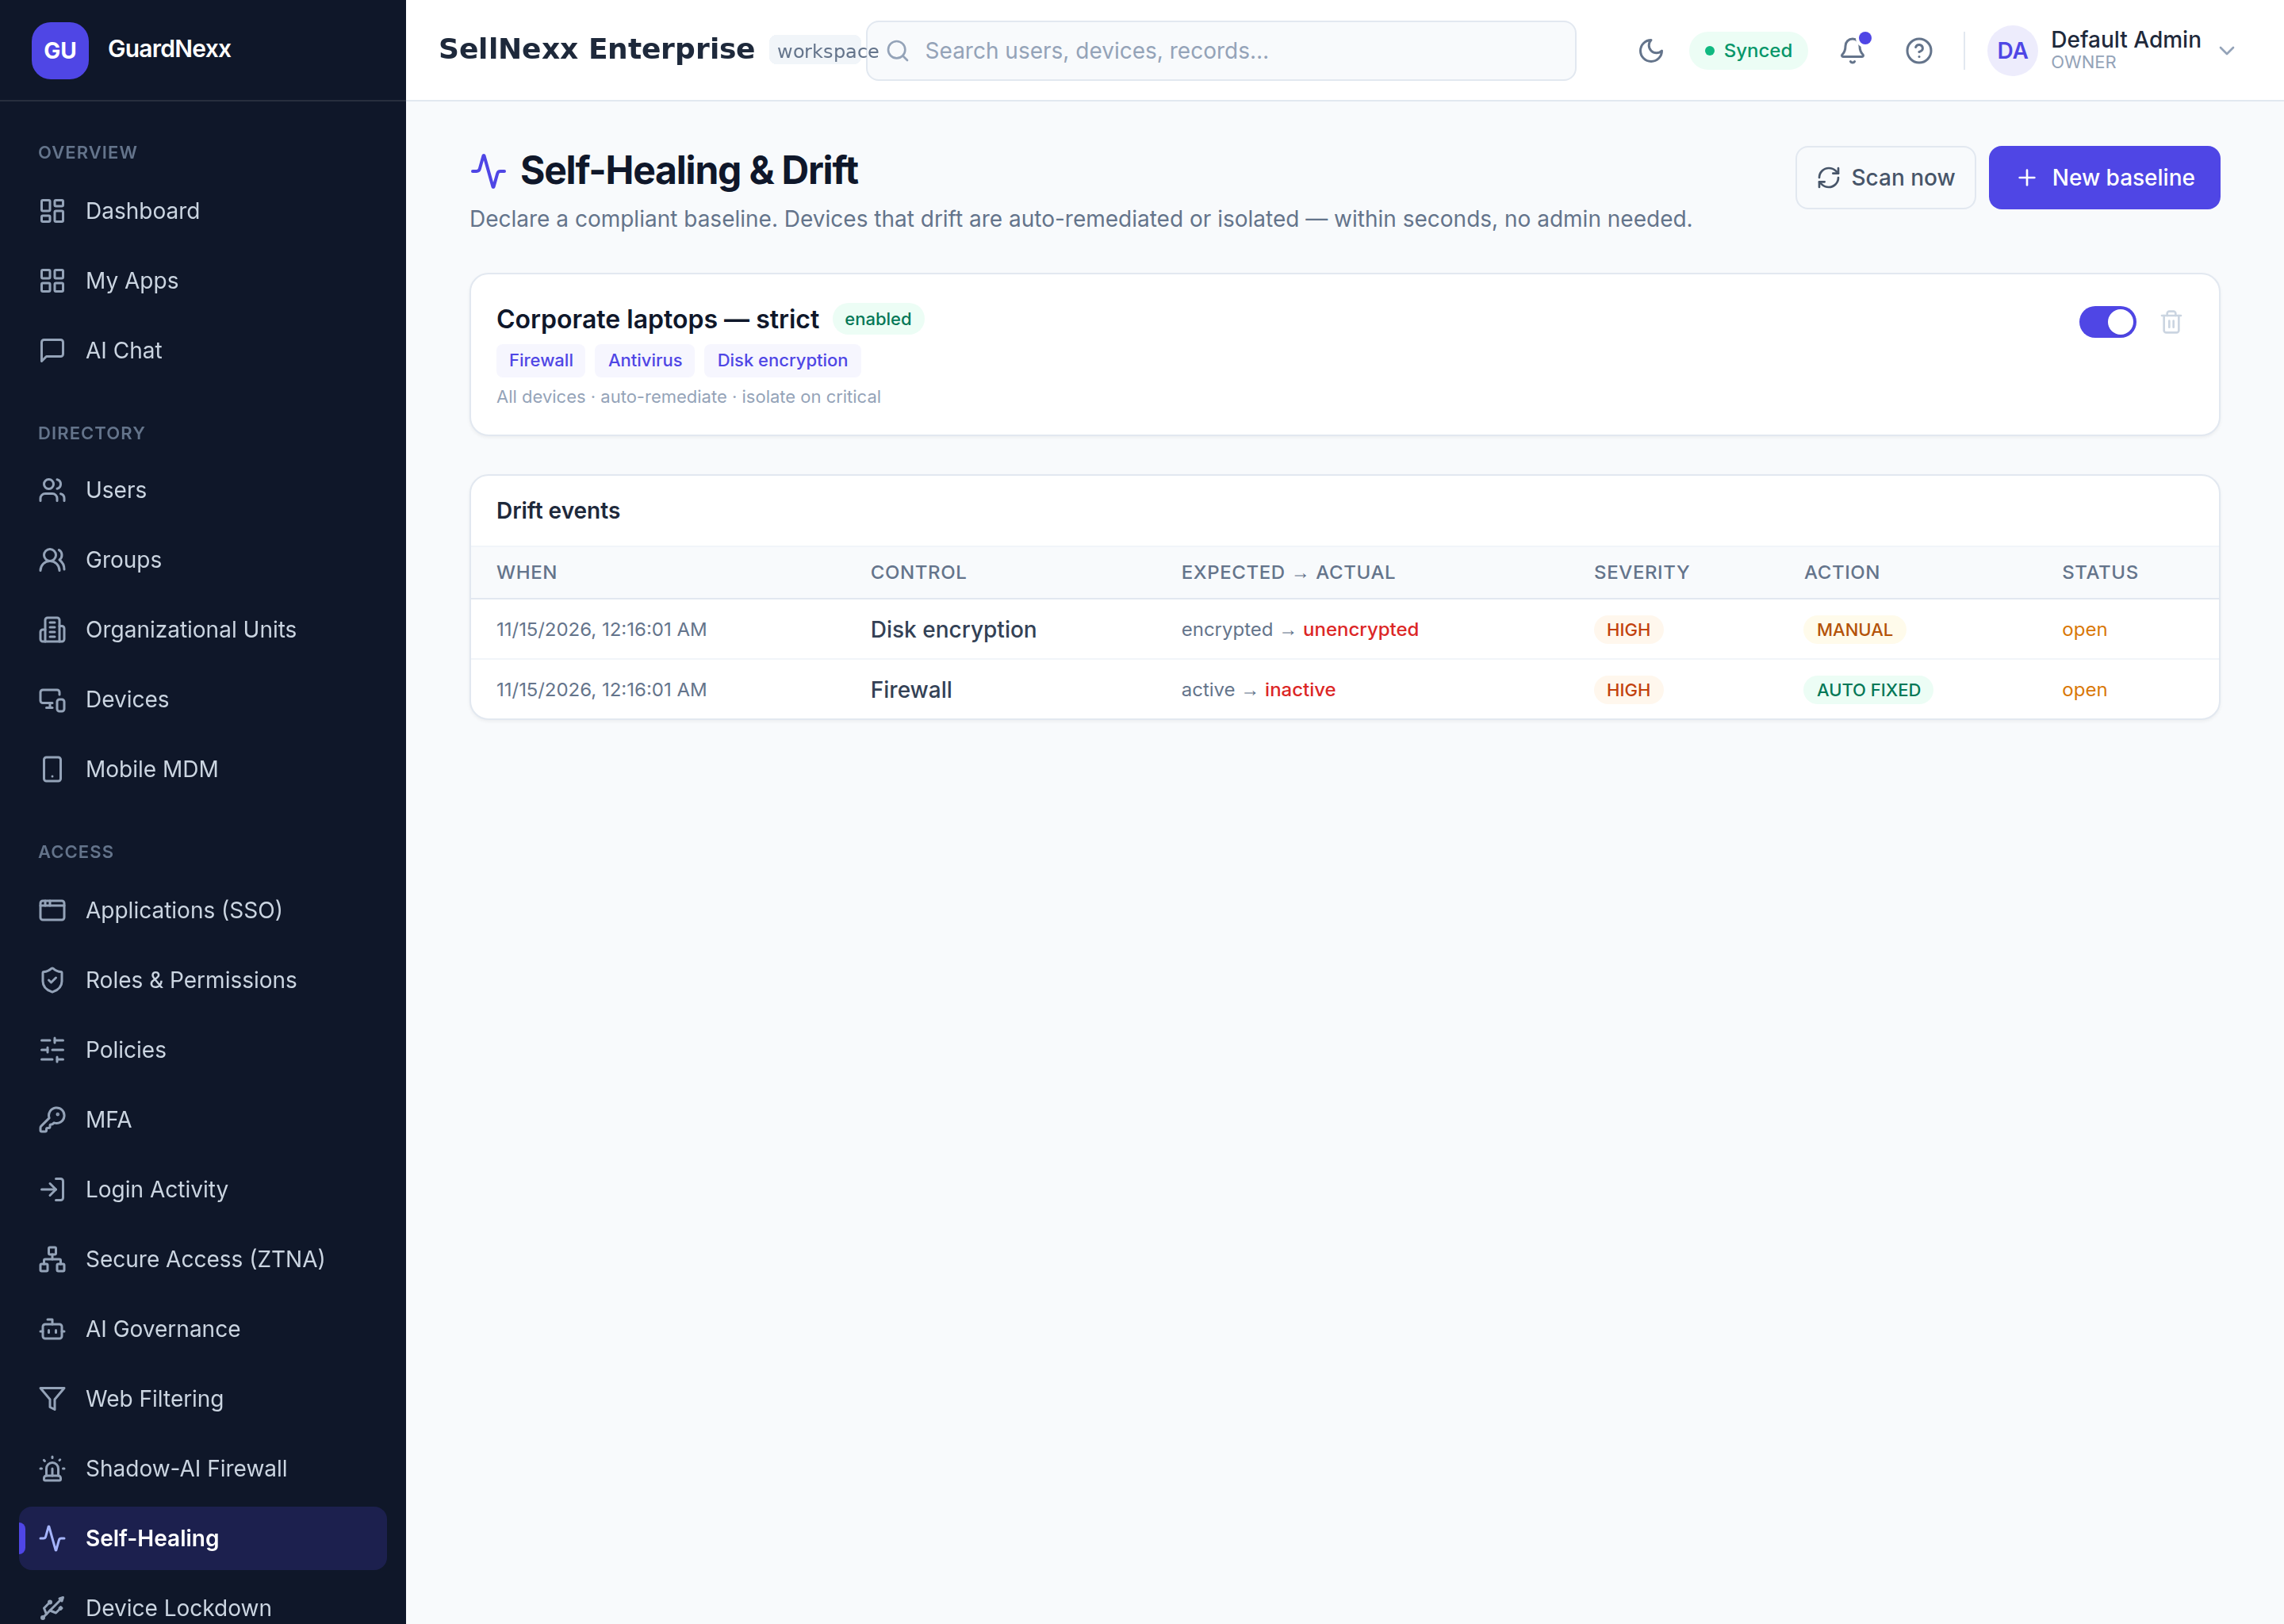 GU GuardNexx
OVERVIEW
Dashboard
My Apps
AI Chat
DIRECTORY
Users
Groups
Organizational Units
Devices
Mobile MDM
ACCESS
Applications (SSO)
Roles & Permissions
Policies
MFA
Login Activity
Secure Access (ZTNA)
AI Governance
Web Filtering
Shadow-AI Firewall
Self-Healing
Device Lockdown
SellNexx Enterprise workspace Search users, devices, records... Synced DA Default Admin
OWNER
Self-Healing & Drift
Declare a compliant baseline. Devices that drift are auto-remediated or isolated — within seconds, no admin needed.
Scan now + New baseline
Corporate laptops — strict enabled
Firewall Antivirus Disk encryption
All devices · auto-remediate · isolate on critical
Drift events
WHEN CONTROL EXPECTED → ACTUAL SEVERITY ACTION STATUS
11/15/2026, 12:16:01 AM Disk encryption encrypted → unencrypted HIGH MANUAL open
11/15/2026, 12:16:01 AM Firewall active → inactive HIGH AUTO FIXED open